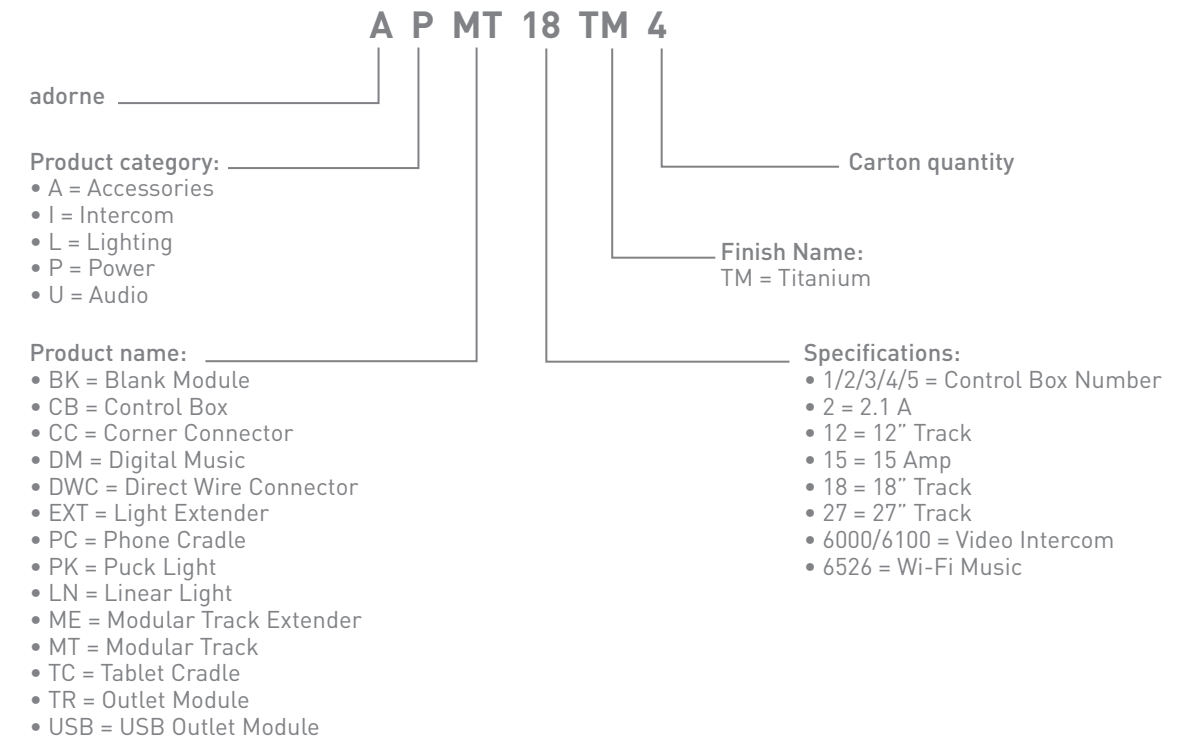 A P MT 18 TM 4
adorne
Product category:
• A = Accessories
• I = Intercom
• L = Lighting
• P = Power
• U = Audio
Carton quantity
Finish Name:
TM = Titanium
Product name:
• BK = Blank Module
• CB = Control Box
• CC = Corner Connector
• DM = Digital Music
• DWC = Direct Wire Connector
• EXT = Light Extender
• PC = Phone Cradle
• PK = Puck Light
• LN = Linear Light
• ME = Modular Track Extender
• MT = Modular Track
• TC = Tablet Cradle
• TR = Outlet Module
• USB = USB Outlet Module
Specifications:
• 1/2/3/4/5 = Control Box Number
• 2 = 2.1 A
• 12 = 12” Track
• 15 = 15 Amp
• 18 = 18” Track
• 27 = 27” Track
• 6000/6100 = Video Intercom
• 6526 = Wi-Fi Music